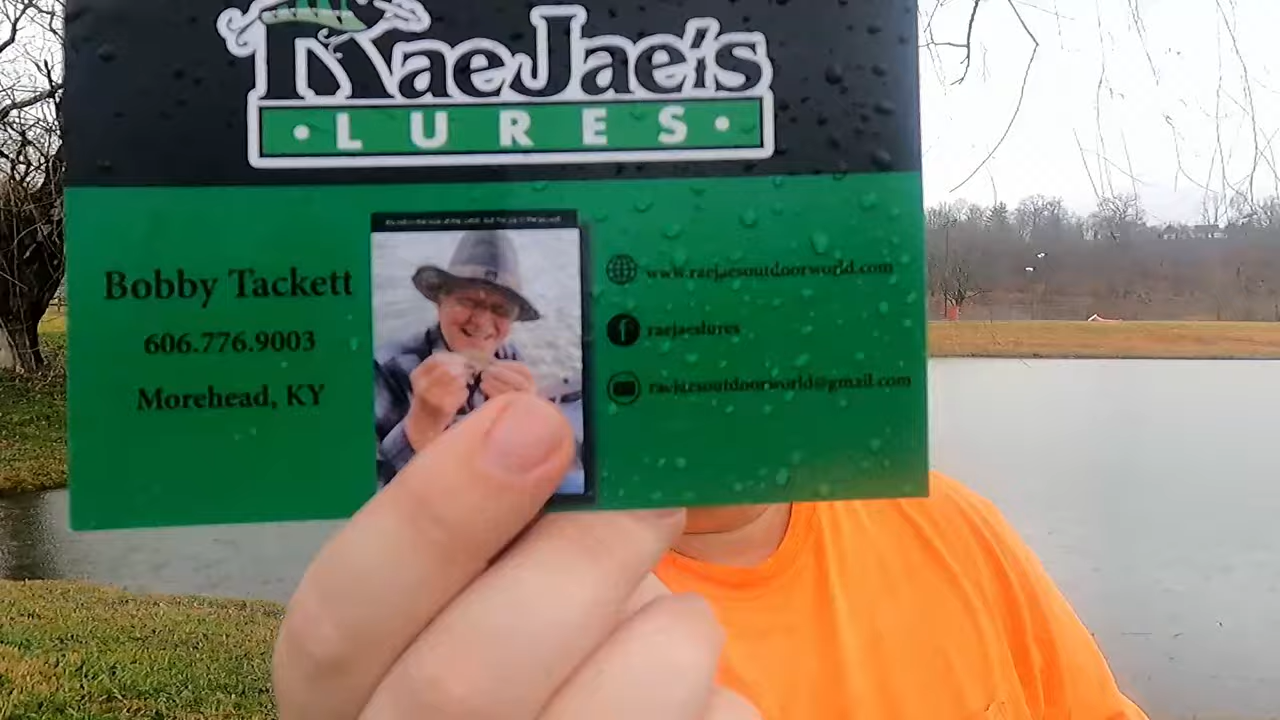 RaeJae's
• LURES •
Bobby Tackett
606.776.9003
Morehead, KY
www.raejaesoutdoorworld.com
raejaeslures
raejaesoutdoorworld@gmail.com